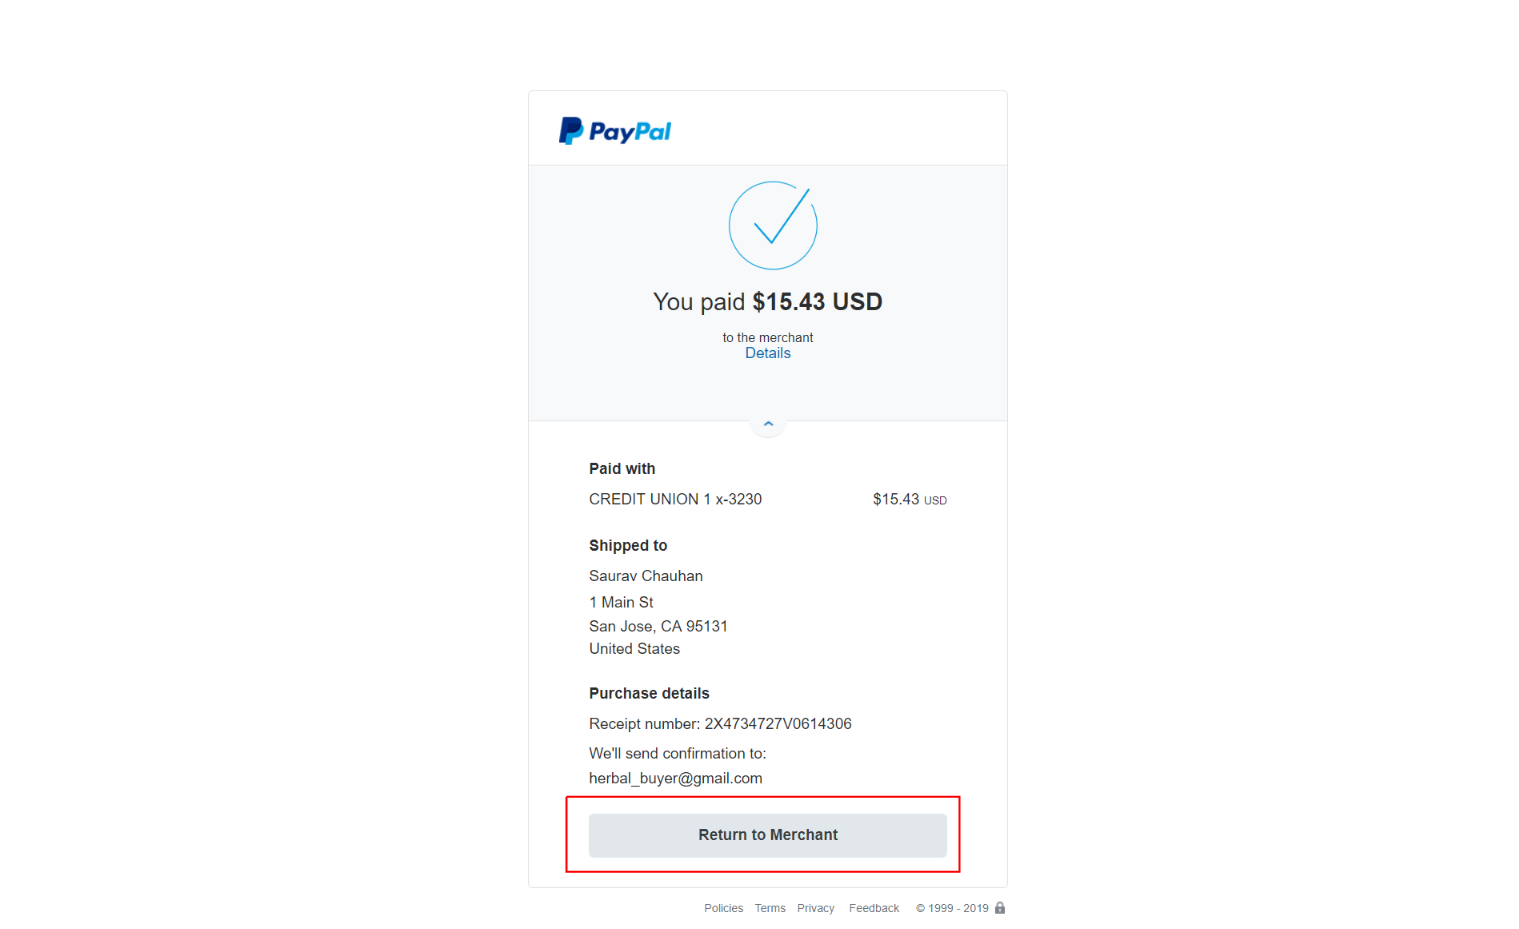 PayPal
You paid $15.43 USD
to the merchant
Details
Paid with
CREDIT UNION 1 x-3230 $15.43 USD
Shipped to
Saurav Chauhan
1 Main St
San Jose, CA 95131
United States
Purchase details
Receipt number: 2X4734727V0614306
We'll send confirmation to:
herbal_buyer@gmail.com
Return to Merchant
Policies Terms Privacy Feedback © 1999 - 2019